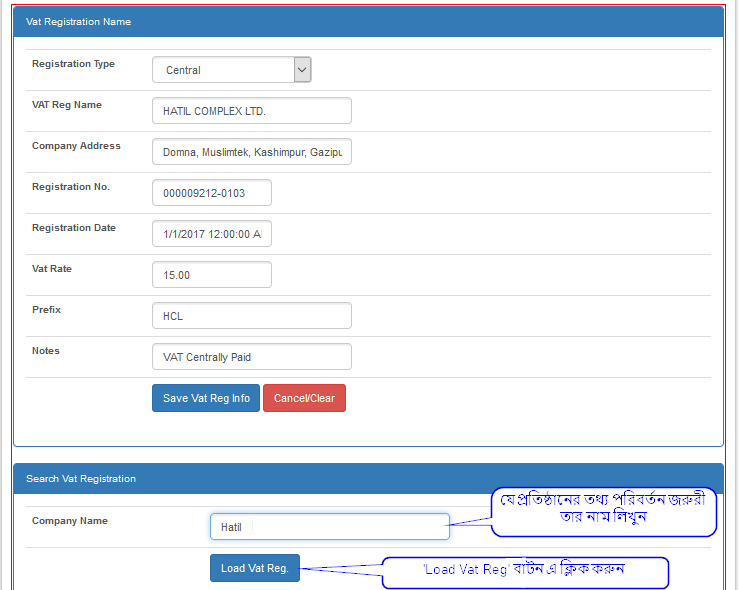 Vat Registration Name
Registration Type Central
VAT Reg Name HATIL COMPLEX LTD.
Company Address Domna, Muslimtek, Kashimpur, Gazipu
Registration No. 000009212-0103
Registration Date 1/1/2017 12:00:00 A
Vat Rate 15.00
Prefix HCL
Notes VAT Centrally Paid
Save Vat Reg Info Cancel/Clear
Search Vat Registration
যে প্রতিষ্ঠানের তথ্য পরিবর্তন জরুরী
তার নাম লিখুন
Company Name Hatil
Load Vat Reg. 'Load Vat Reg' বাটন এ ক্লিক করুন